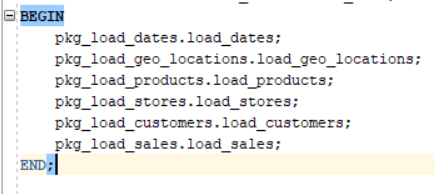 BEGIN
pkg_load_dates.load_dates;
pkg_load_geo_locations.load_geo_locations;
pkg_load_products.load_products;
pkg_load_stores.load_stores;
pkg_load_customers.load_customers;
pkg_load_sales.load_sales;
END;